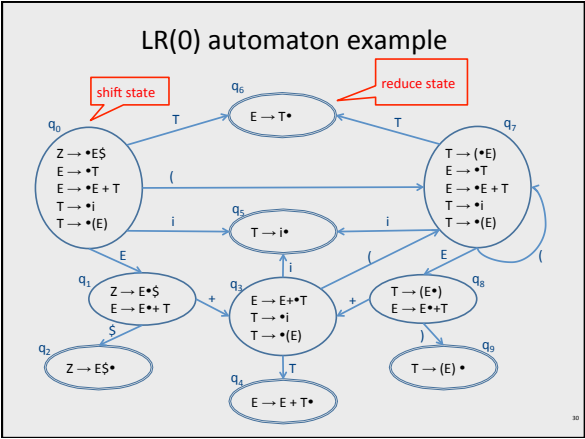 LR(0) automaton example
shift state
reduce state
q6
E → T•
q0
Z → •E$
E → •T
E → •E + T
T → •i
T → •(E)
q7
T → (•E)
E → •T
E → •E + T
T → •i
T → •(E)
T
T
(
q5
T → i•
i
i
E
i
(
E
(
q1
Z → E•$
E → E•+ T
+
q3
E → E+•T
T → •i
T → •(E)
+
q8
T → (E•)
E → E•+T
$
q2
Z → E$•
T
q4
E → E + T•
)
q9
T → (E) •
30